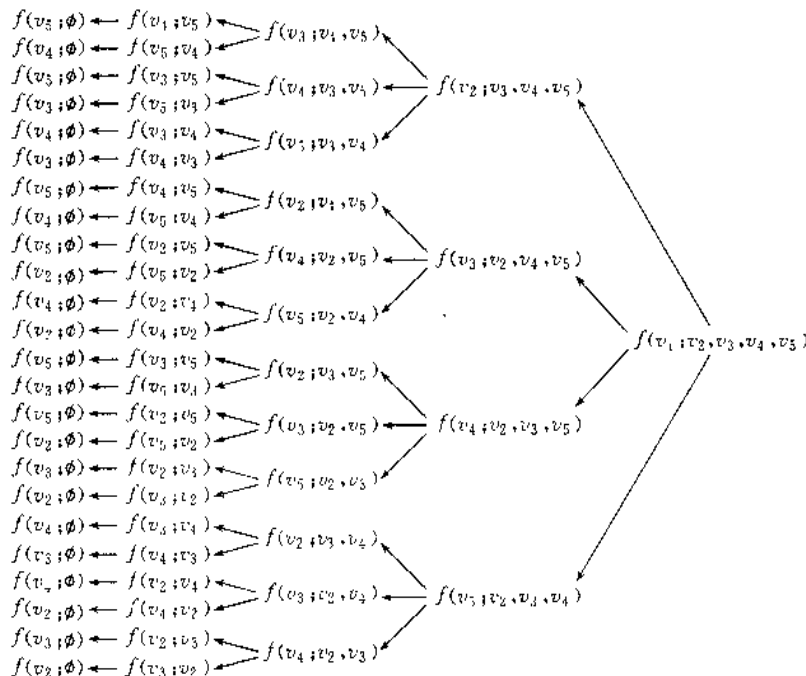 f(v₅;ϕ) ← f(v₄;v₅)
f(v₃;v₄,v₅)
f(v₄;ϕ) ← f(v₅;v₄)
f(v₅;ϕ) ← f(v₃;v₅)
f(v₄;v₃,v₅) ← f(v₂;v₃,v₄,v₅)
f(v₃;ϕ) ← f(v₅;v₃)
f(v₄;ϕ) ← f(v₃;v₄)
f(v₅;v₃,v₄)
f(v₃;ϕ) ← f(v₄;v₃)
f(v₅;ϕ) ← f(v₄;v₅)
f(v₂;v₄,v₅)
f(v₄;ϕ) ← f(v₅;v₄)
f(v₅;ϕ) ← f(v₂;v₅)
f(v₄;v₂,v₅) ← f(v₃;v₂,v₄,v₅)
f(v₂;ϕ) ← f(v₅;v₂)
f(v₄;ϕ) ← f(v₂;v₄)
f(v₅;v₂,v₄)
f(v₂;ϕ) ← f(v₄;v₂)
f(v₁;v₂,v₃,v₄,v₅)
f(v₅;ϕ) ← f(v₃;v₅)
f(v₂;v₃,v₅)
f(v₃;ϕ) ← f(v₅;v₃)
f(v₅;ϕ) ← f(v₂;v₅)
f(v₃;v₂,v₅) ← f(v₄;v₂,v₃,v₅)
f(v₂;ϕ) ← f(v₅;v₂)
f(v₃;ϕ) ← f(v₂;v₃)
f(v₅;v₂,v₃)
f(v₂;ϕ) ← f(v₃;v₂)
f(v₄;ϕ) ← f(v₃;v₄)
f(v₂;v₃,v₄)
f(v₃;ϕ) ← f(v₄;v₃)
f(v₄;ϕ) ← f(v₂;v₄)
f(v₃;v₂,v₄) ← f(v₅;v₂,v₃,v₄)
f(v₂;ϕ) ← f(v₄;v₂)
f(v₃;ϕ) ← f(v₂;v₃)
f(v₄;v₂,v₃)
f(v₂;ϕ) ← f(v₃;v₂)